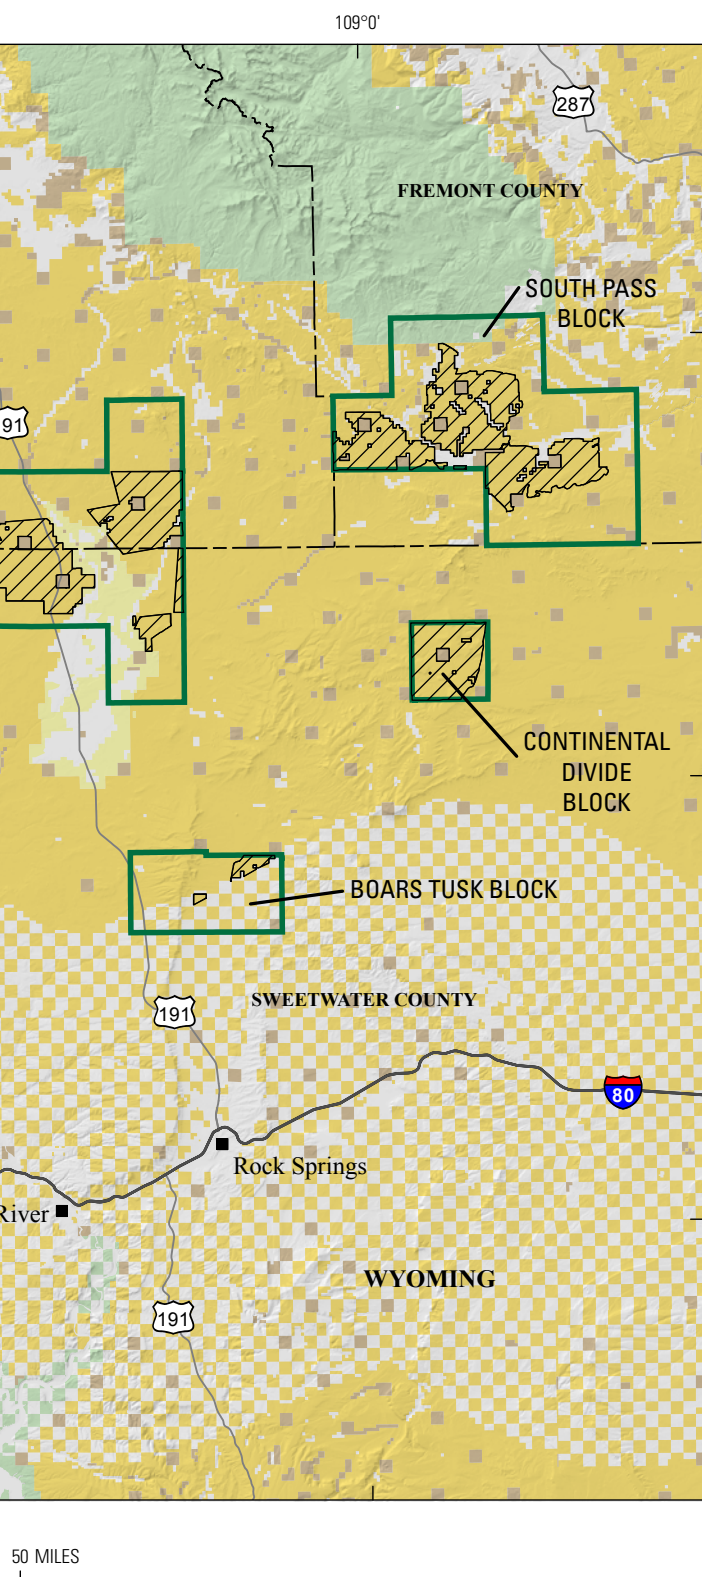 109°0'
287
FREMONT COUNTY
SOUTH PASS
BLOCK
91
CONTINENTAL
DIVIDE
BLOCK
BOARS TUSK BLOCK
SWEETWATER COUNTY
191
80
Rock Springs
River
WYOMING
191
50 MILES